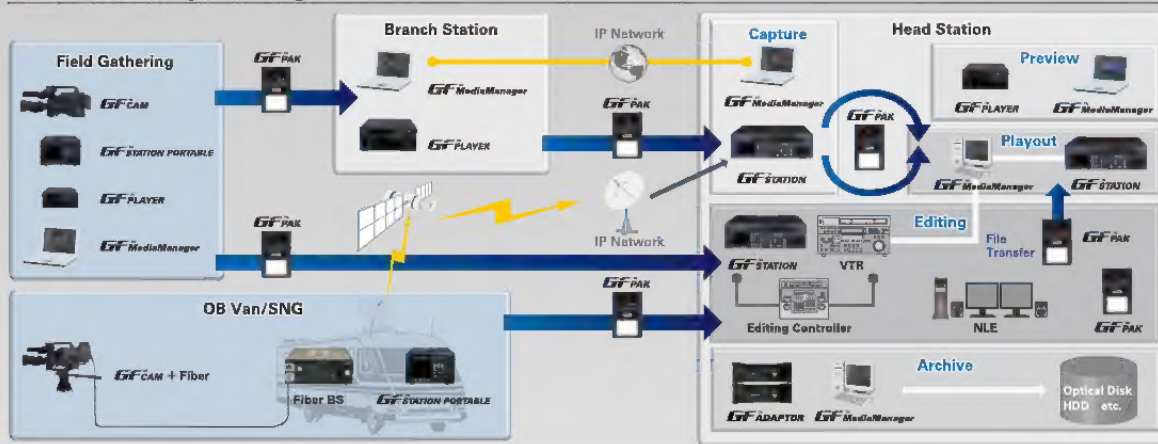 Field Gathering
GF CAM
GF STATION PORTABLE
GF PLAYER
GF MediaManager
GF PAK
Branch Station
GF MediaManager
GF PLAYER
IP Network
GF PAK
Capture
GF MediaManager
GF STATION
Head Station
Preview
GF PLAYER
GF MediaManager
GF PAK
Playout
GF MediaManager
GF STATION
IP Network
GF PAK
Editing
GF STATION
VTR
Editing Controller
File
Transfer
GF PAK
NLE
GF PAK
OB Van/SNG
GF CAM + Fiber
Fiber BS
GF STATION PORTABLE
GF PAK
Archive
GF ADAPTOR
GF MediaManager
Optical Disk
HDD etc.